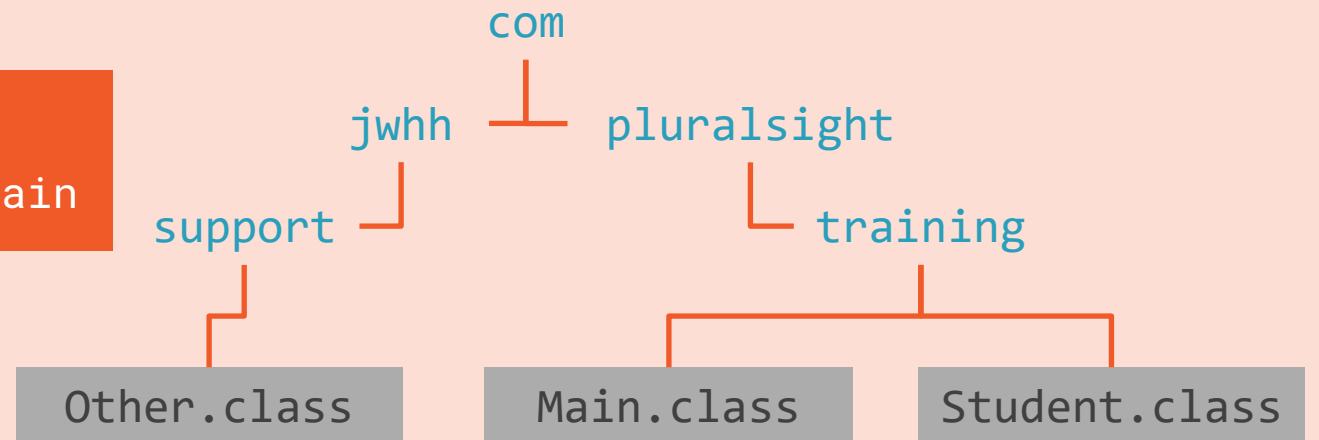 com
jwhh pluralsight
ain
support training
Other.class Main.class Student.class